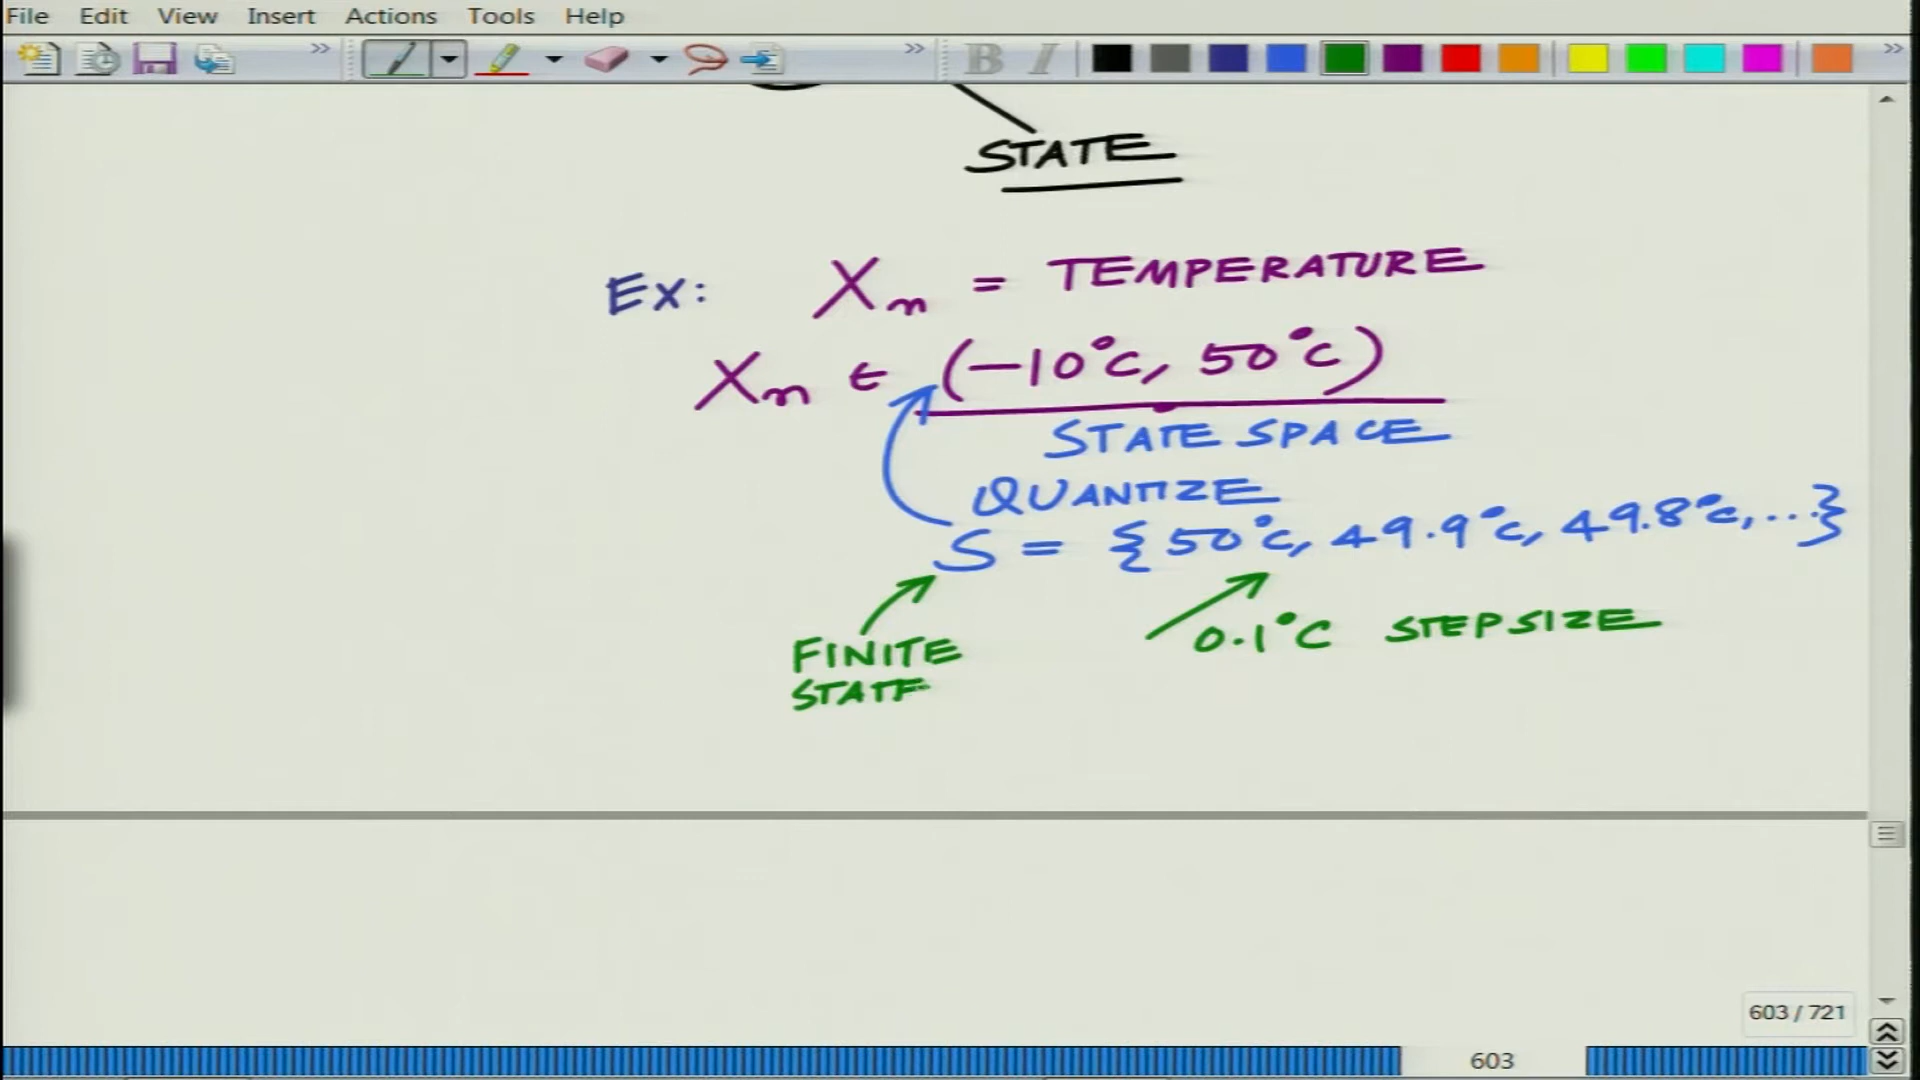 File Edit View Insert Actions Tools Help
B I
STATE
Ex: Xn = TEMPERATURE
Xn ∈ (-10°C, 50°C)
STATE SPACE
QUANTIZE
S = {50°C, 49.9°C, 49.8°C, ...}
0.1°C STEPSIZE
FINITE
STATE
603 / 721
603